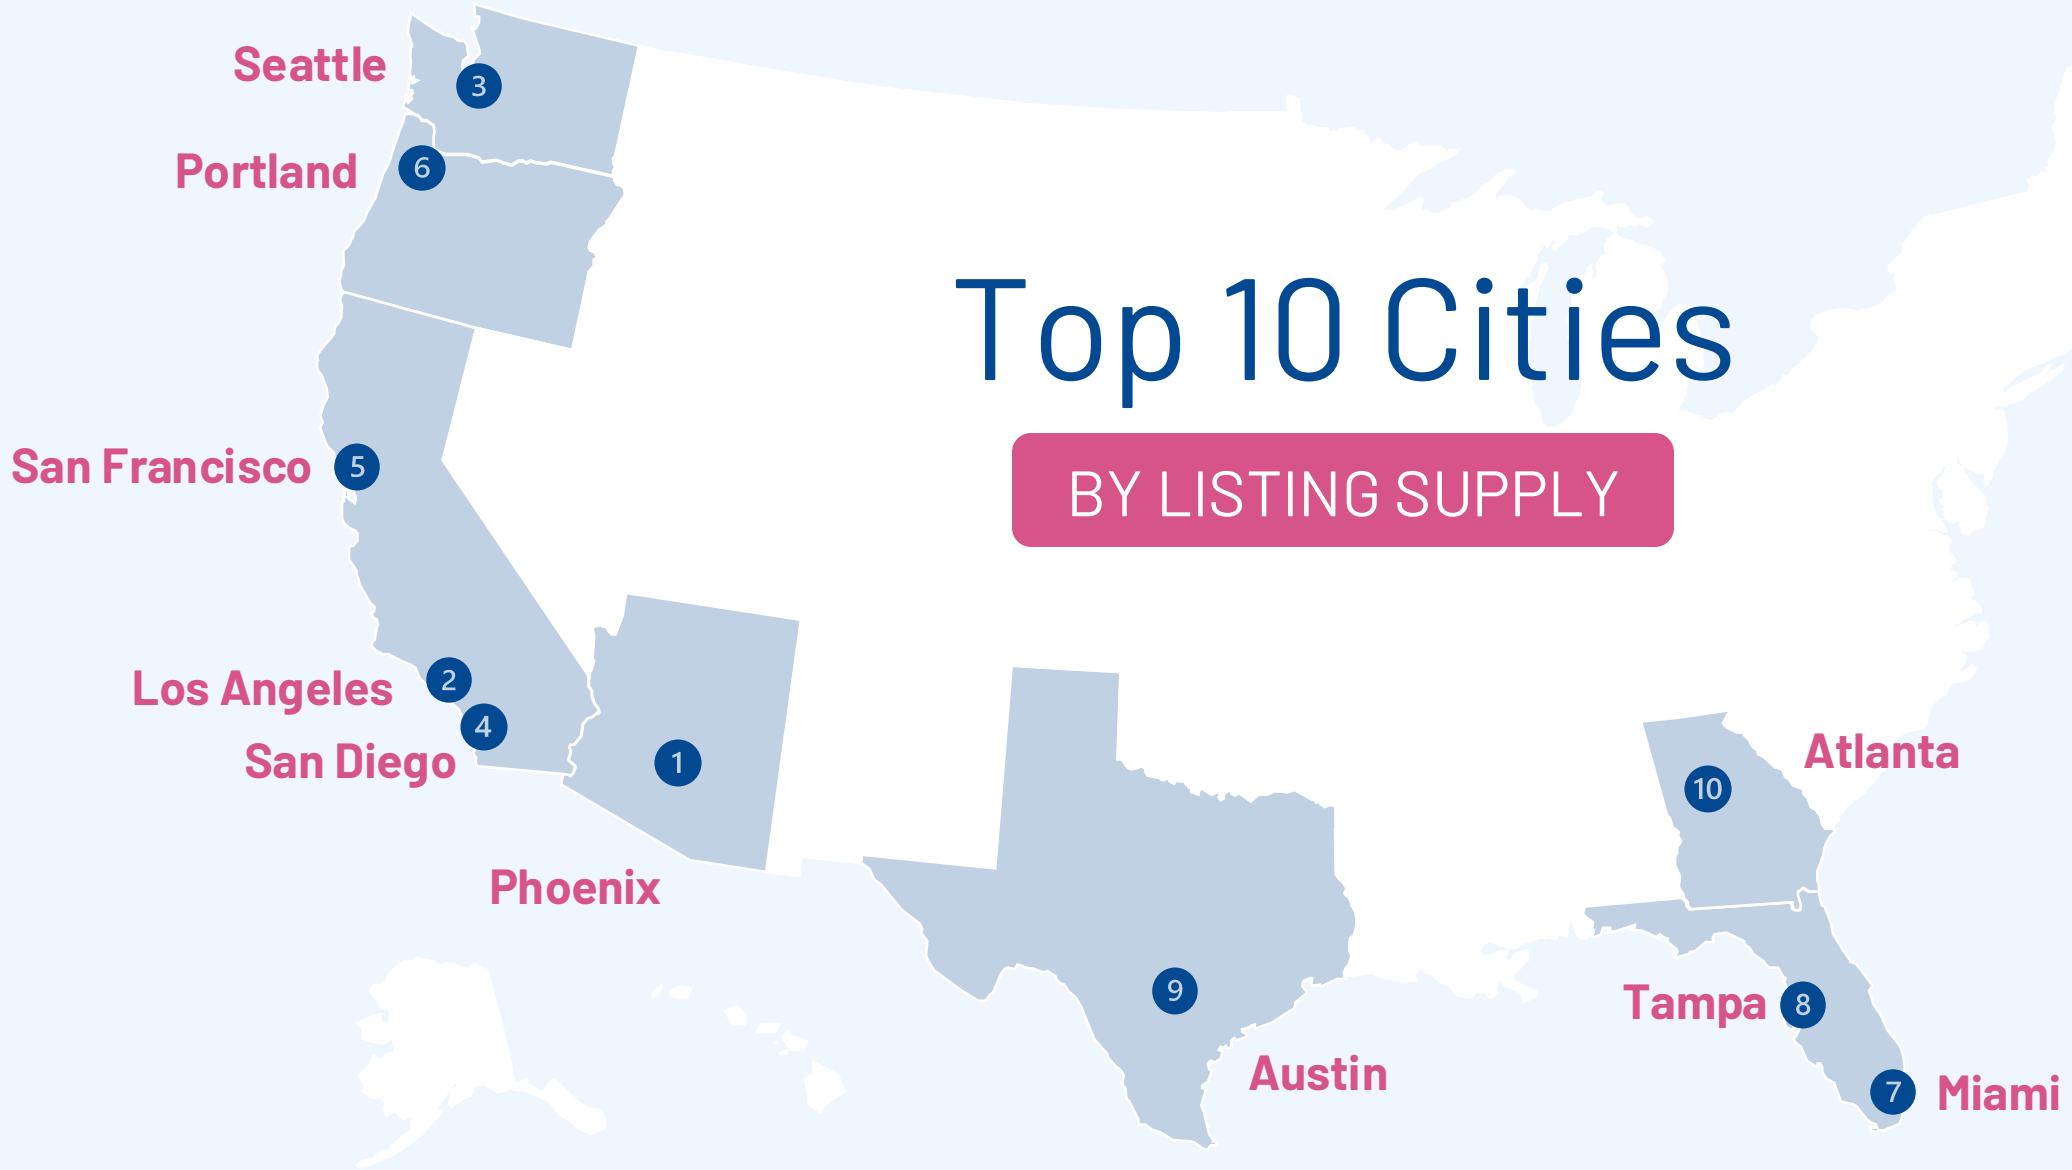 Seattle
3
Portland
6
Top 10 Cities
San Francisco
5
BY LISTING SUPPLY
Los Angeles
2
San Diego
4
1
Phoenix
Atlanta
10
9
Austin
Tampa
8
7
Miami